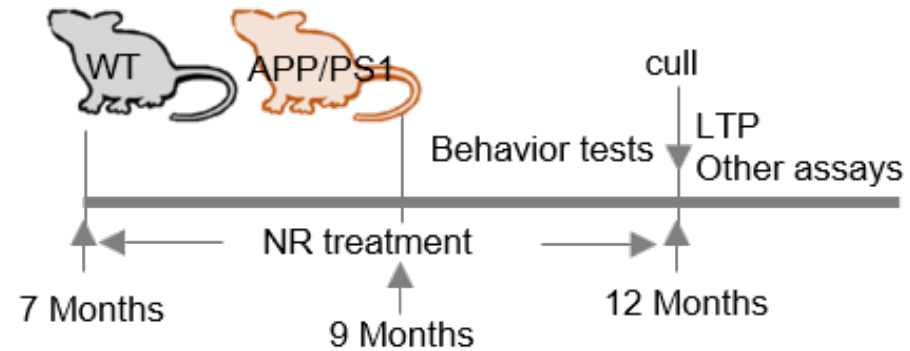 WT
APP/PS1
cull
Behavior tests
LTP
Other assays
NR treatment
7 Months
9 Months
12 Months